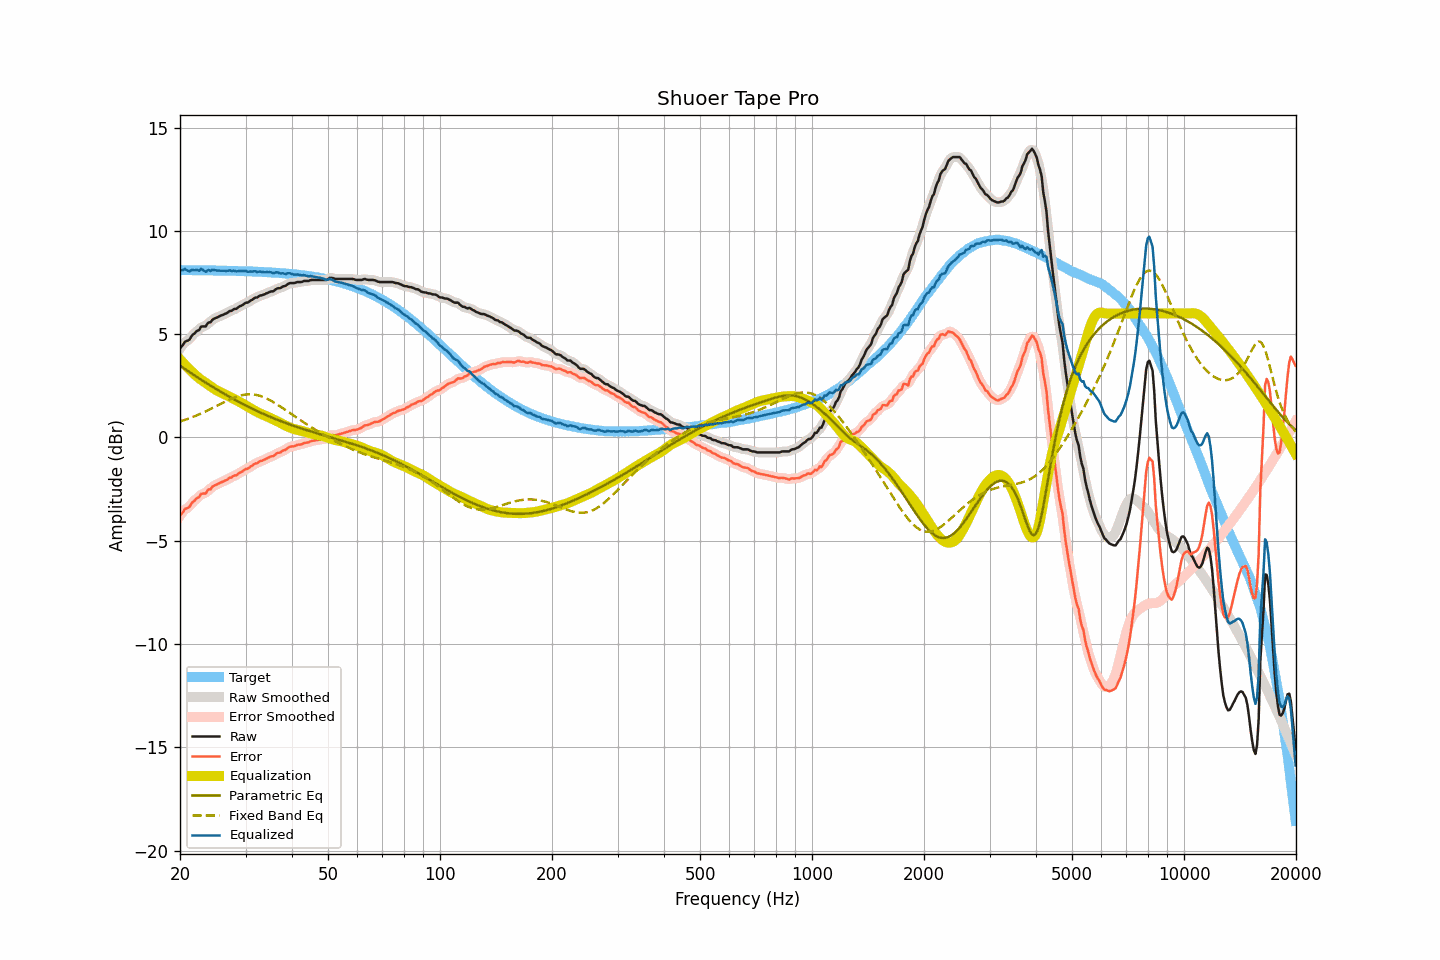 Shuoer Tape Pro
Amplitude (dBr)
15
10
5
0
−5
−10
−15
−20
Target
Raw Smoothed
Error Smoothed
Raw
Error
Equalization
Parametric Eq
Fixed Band Eq
Equalized
20 50 100 200 500 1000 2000 5000 10000 20000
Frequency (Hz)